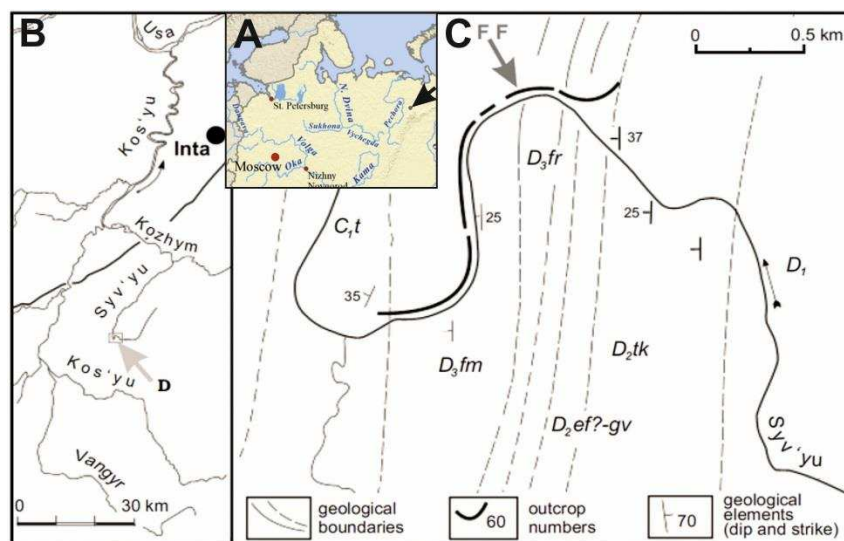 B
Usa
Kos'yu
Inta
Kozhym
Syv'yu
D
Kos'yu
Vangyr
0 30 km
A
St. Petersburg
N. Dvina
Pechora
Daugava
Sukhona
Vychegda
Volga
Moscow
Oka
Kama
Nizhny
Novgorod
C
F F
0 0.5 km
D₃fr
37
C₁t
25
25
D₁
35
D₃fm
D₂tk
D₂ef?-gv
Syv'yu
geological
boundaries
60
outcrop
numbers
70
geological
elements
(dip and strike)